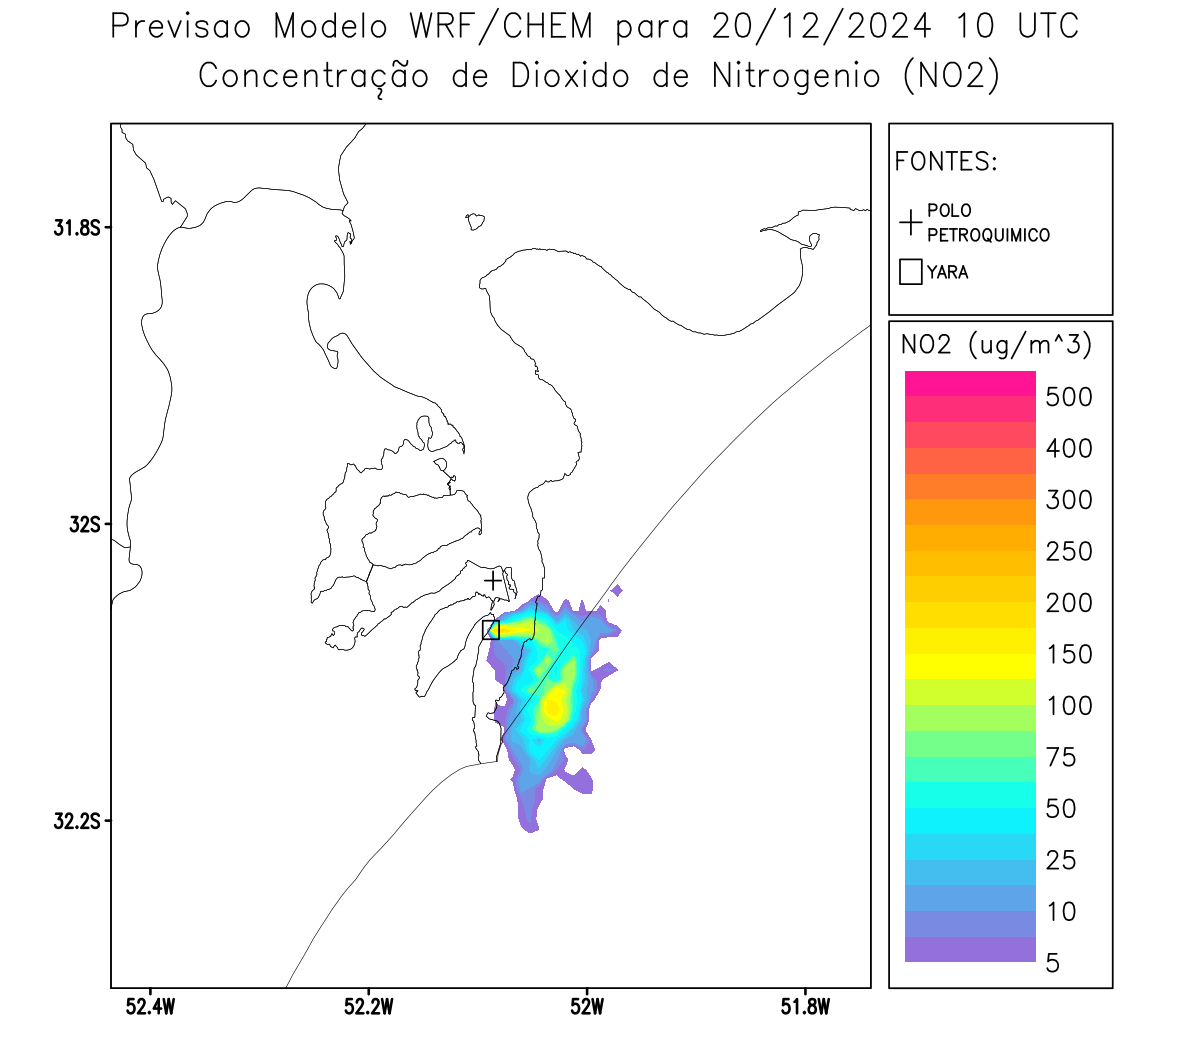 Previsao Modelo WRF/CHEM para 20/12/2024 10 UTC
Concentração de Dioxido de Nitrogenio (NO2)
FONTES:
POLO
PETROQUIMICO
YARA
NO2 (ug/m^3)
500
400
300
250
200
150
100
75
50
25
10
5
31.8S
32S
32.2S
52.4W
52.2W
52W
51.8W